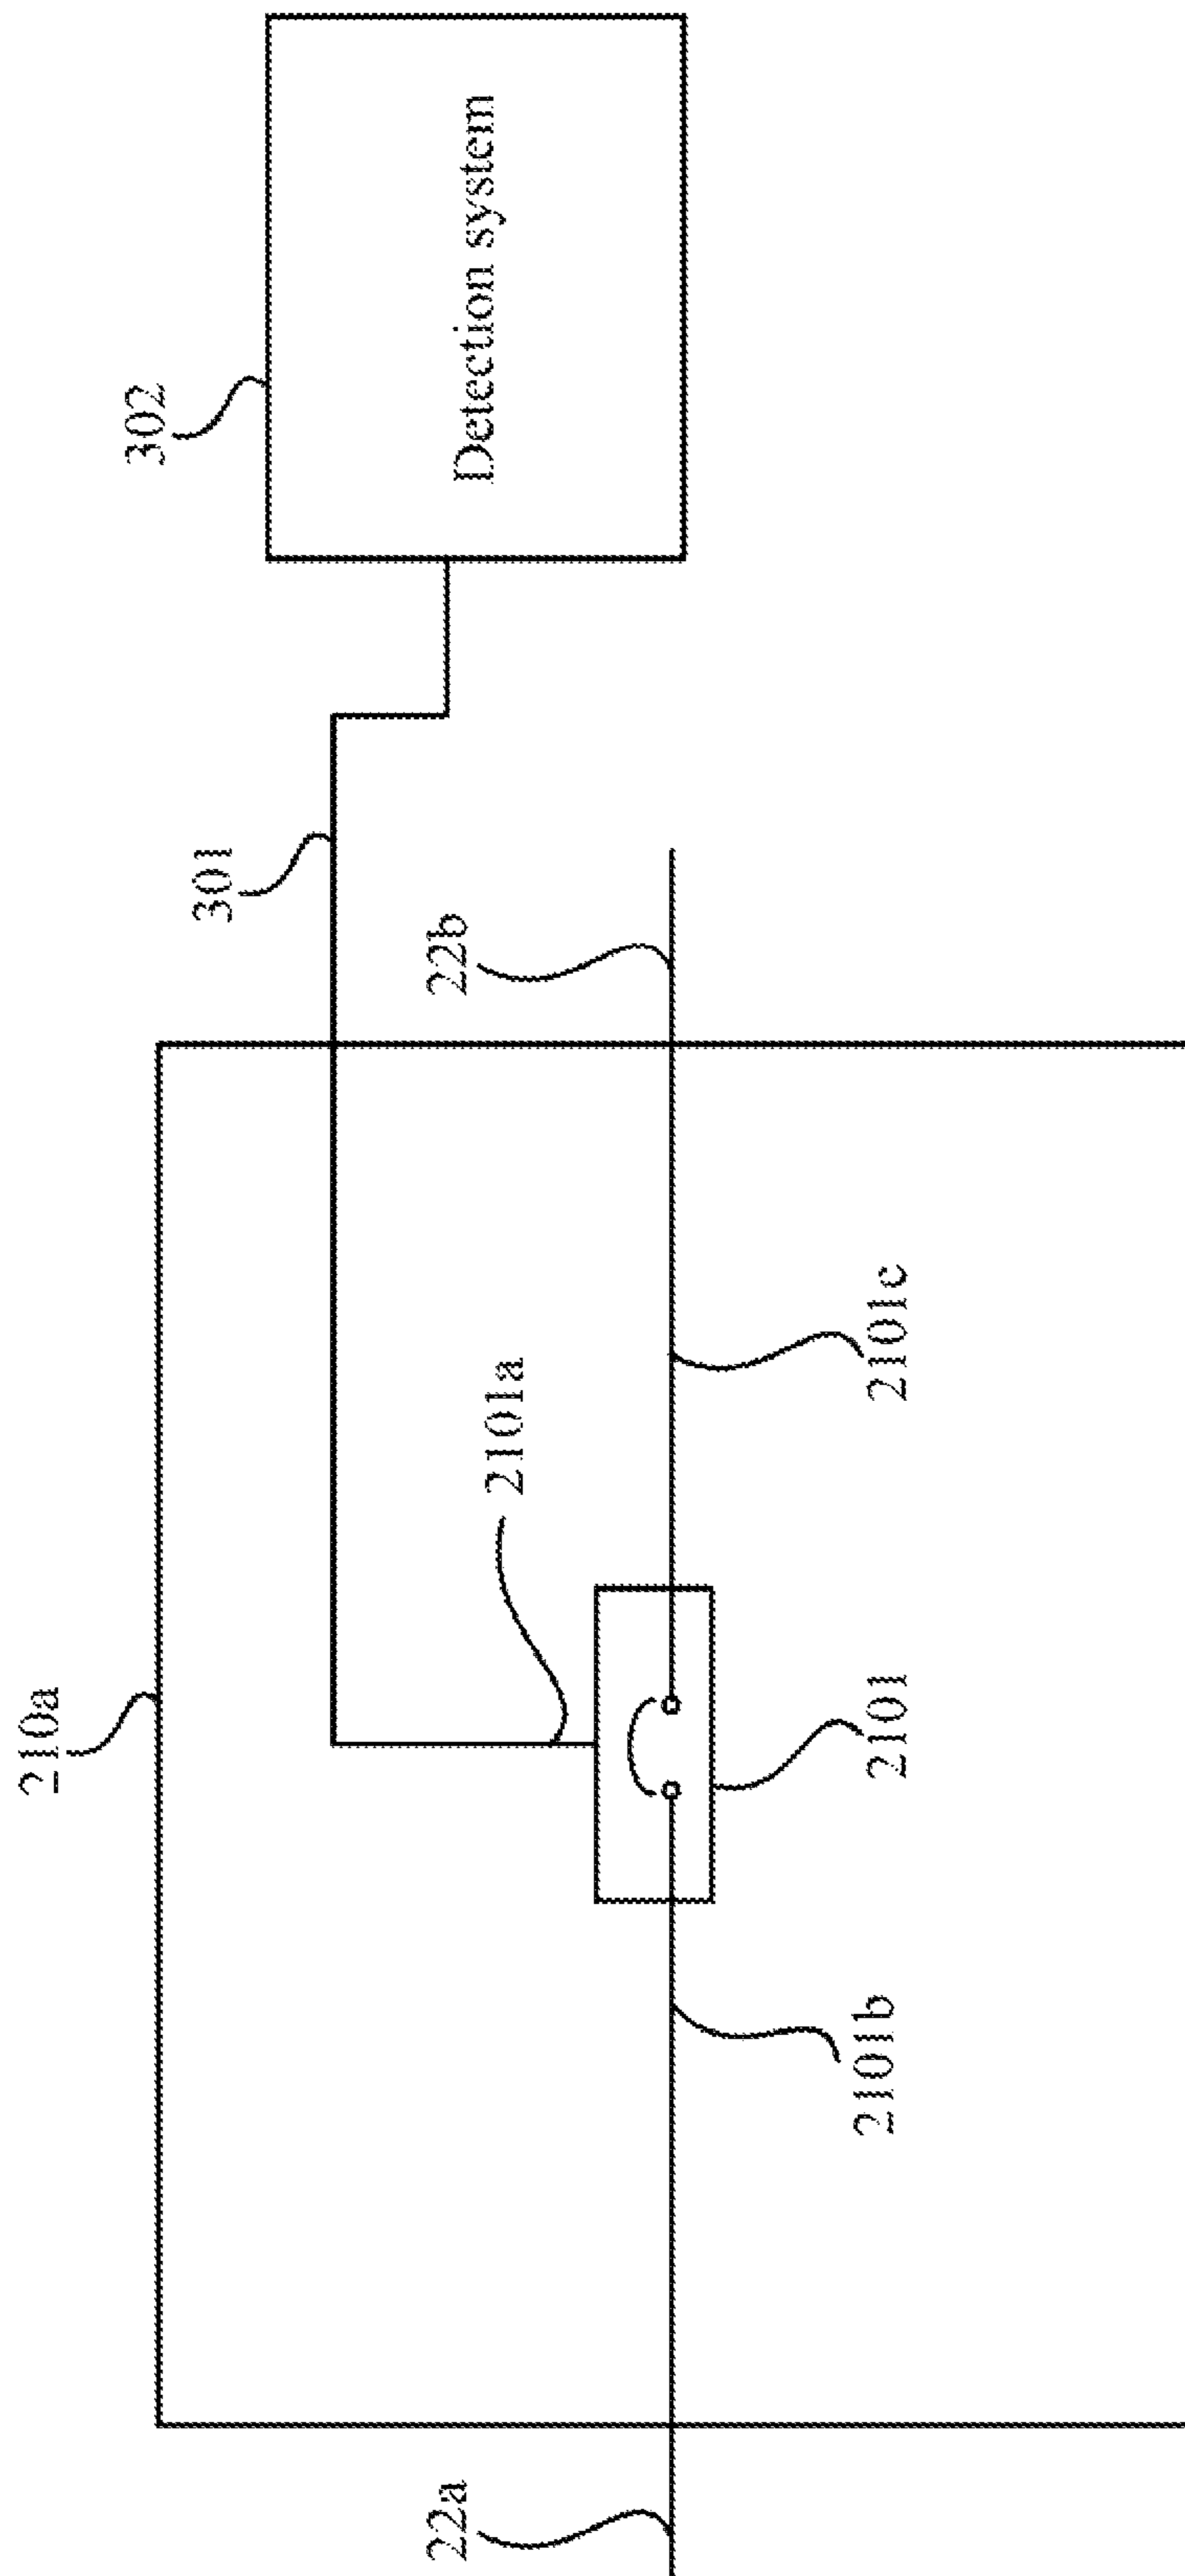 302
Detection system
301
22b
210a
2101a
2101c
2101
2101b
22a